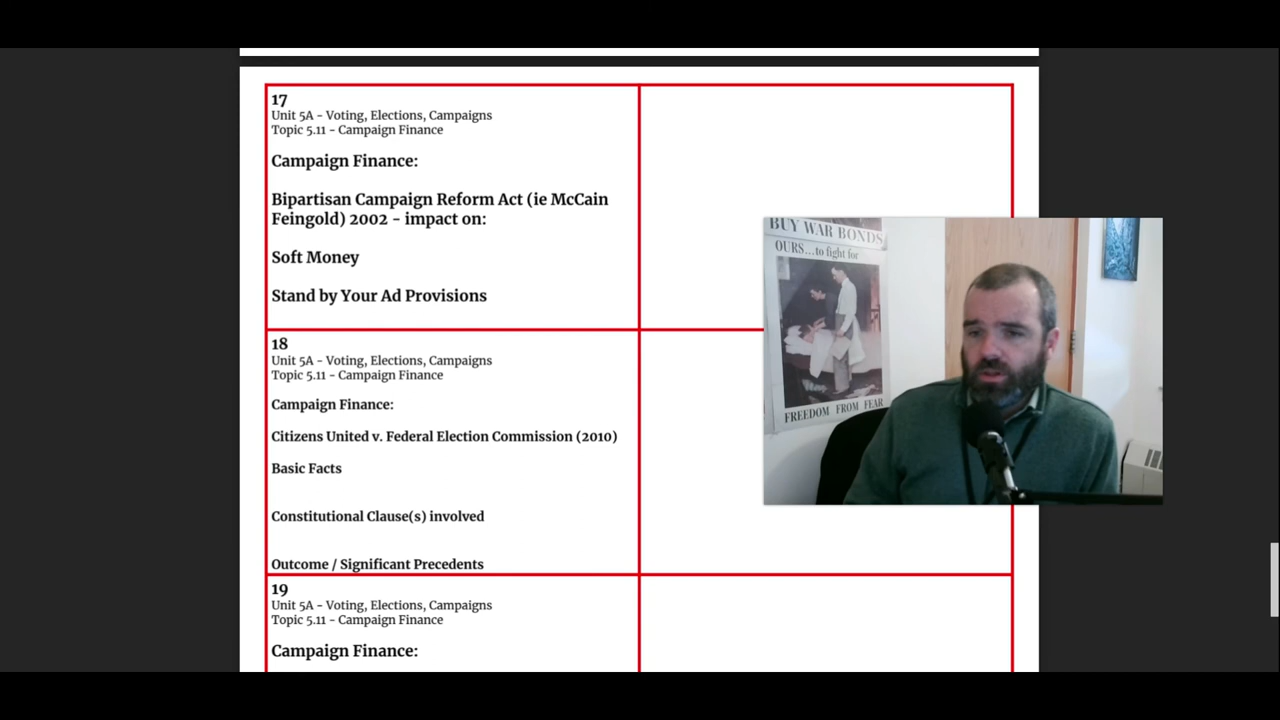 17
Unit 5A - Voting, Elections, Campaigns
Topic 5.11 - Campaign Finance
Campaign Finance:
Bipartisan Campaign Reform Act (ie McCain
Feingold) 2002 - impact on:
Soft Money
Stand by Your Ad Provisions
18
Unit 5A - Voting, Elections, Campaigns
Topic 5.11 - Campaign Finance
Campaign Finance:
Citizens United v. Federal Election Commission (2010)
Basic Facts
Constitutional Clause(s) involved
Outcome / Significant Precedents
19
Unit 5A - Voting, Elections, Campaigns
Topic 5.11 - Campaign Finance
Campaign Finance:
BUY WAR BONDS
OURS...to fight for
FREEDOM FROM FEAR